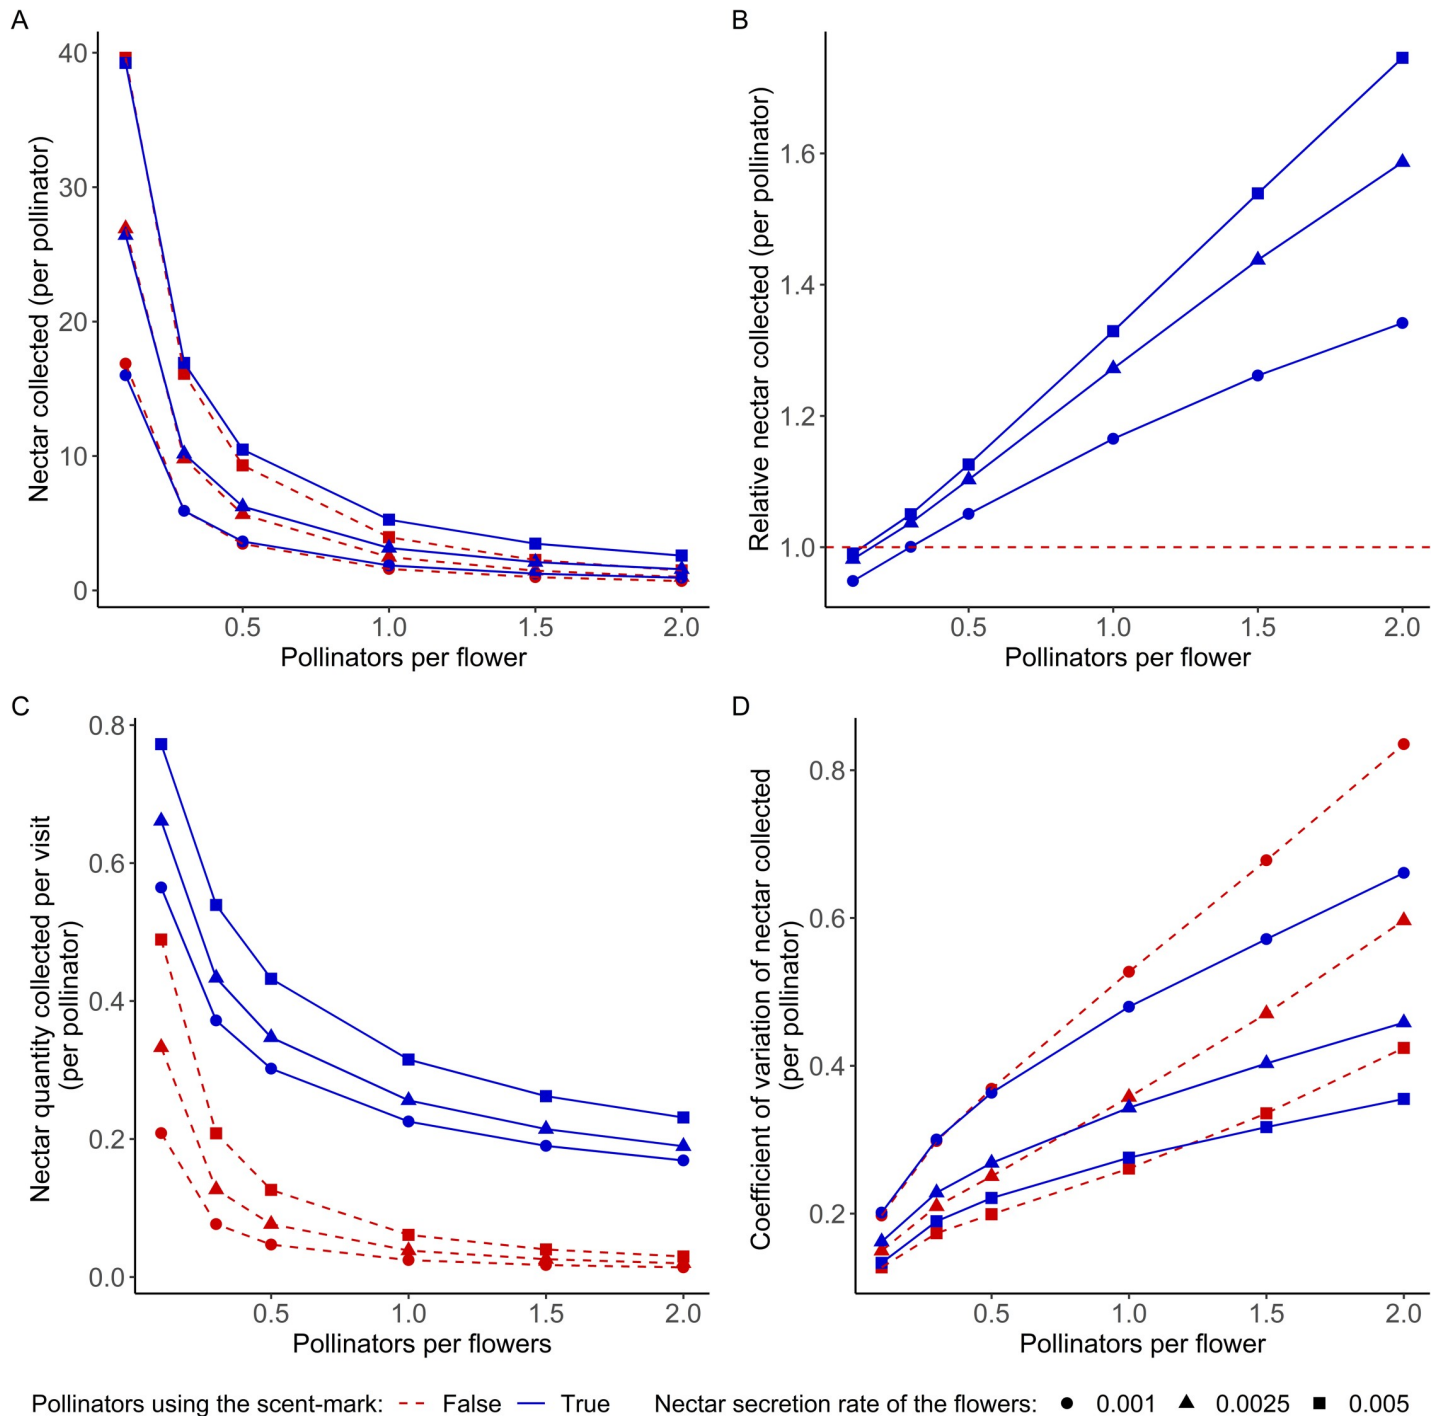 A
Nectar collected (per pollinator)
40
30
20
10
0
0.5 1.0 1.5 2.0
Pollinators per flower
B
Relative nectar collected (per pollinator)
1.6
1.4
1.2
1.0
0.5 1.0 1.5 2.0
Pollinators per flower
C
Nectar quantity collected per visit
(per pollinator)
0.8
0.6
0.4
0.2
0.0
0.5 1.0 1.5 2.0
Pollinators per flowers
D
Coefficient of variation of nectar collected
(per pollinator)
0.8
0.6
0.4
0.2
0.5 1.0 1.5 2.0
Pollinators per flower
Pollinators using the scent-mark: False True Nectar secretion rate of the flowers: 0.001 0.0025 0.005